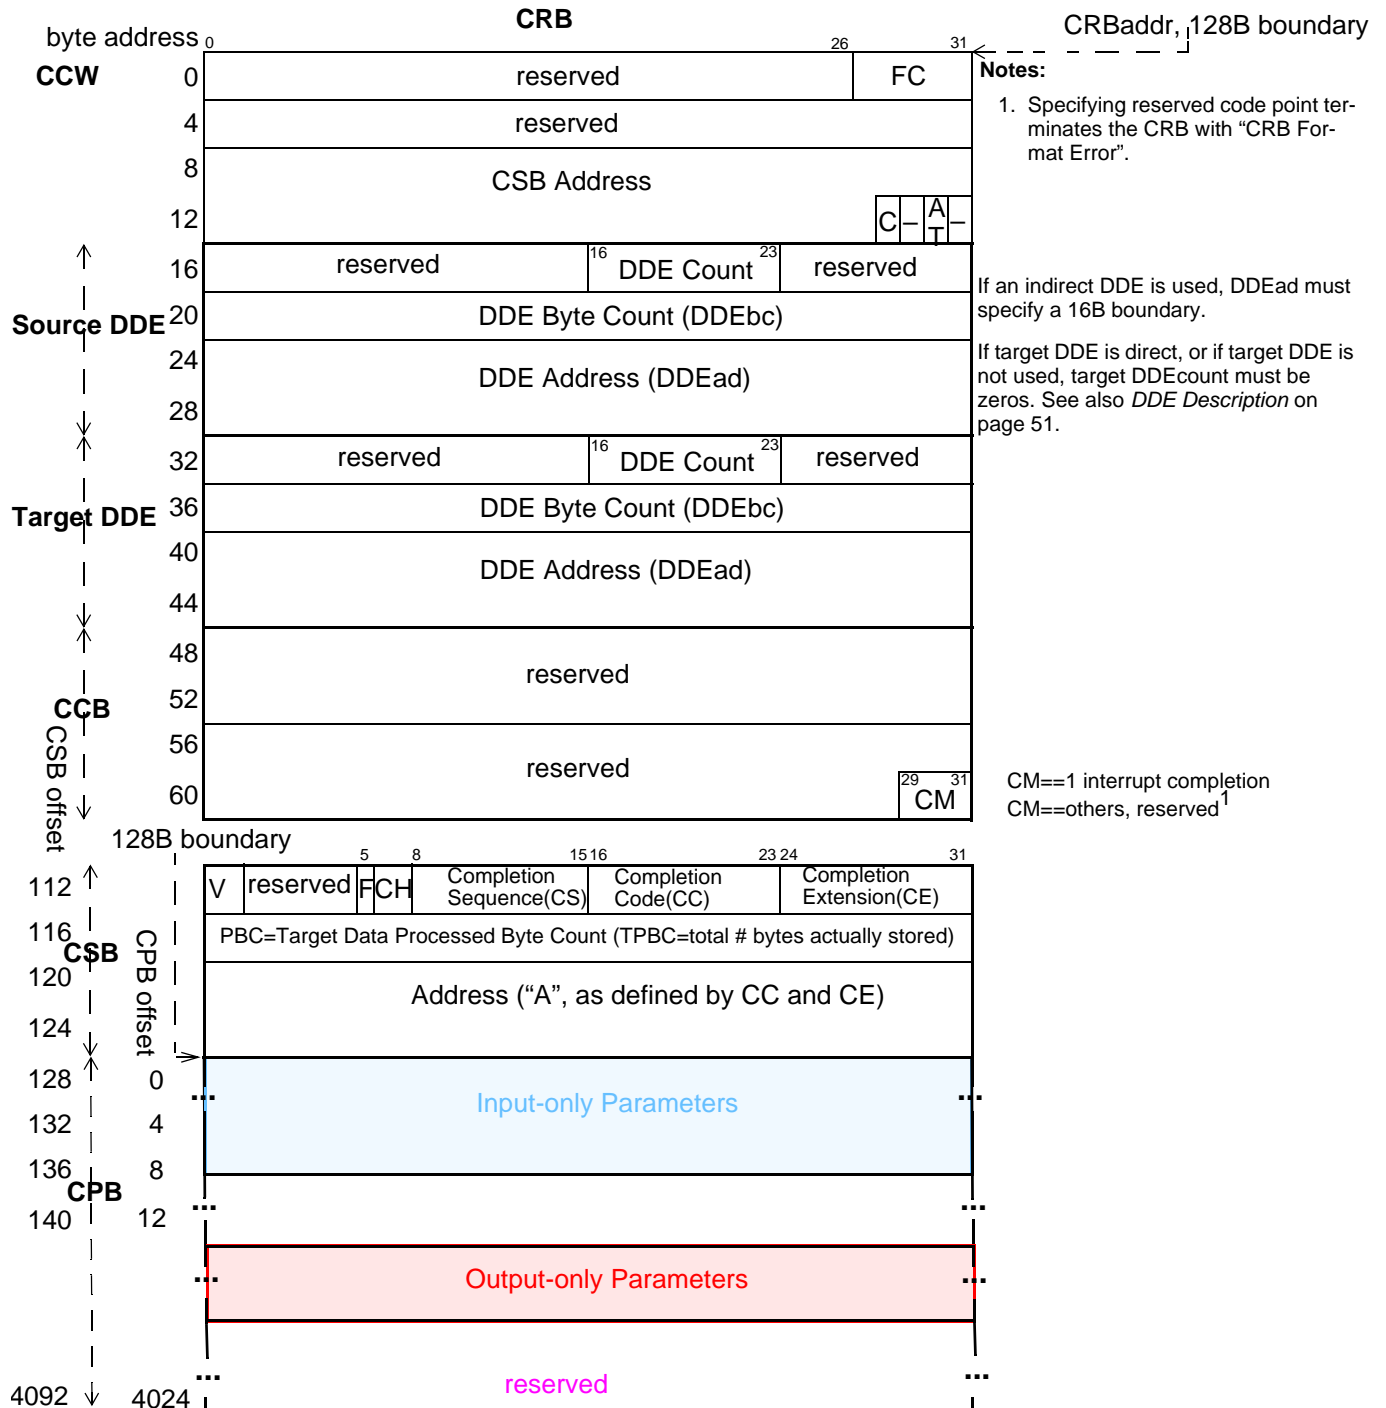 CRB
CRBaddr, 128B boundary
byte address 0 26 31
CCW 0 reserved FC
Notes:
1. Specifying reserved code point ter-
minates the CRB with “CRB For-
mat Error”.
4 reserved
8 CSB Address
12 C – AT –
16 reserved 16 DDE Count 23 reserved
If an indirect DDE is used, DDEad must
specify a 16B boundary.
Source DDE 20 DDE Byte Count (DDEbc)
If target DDE is direct, or if target DDE is
not used, target DDEcount must be
zeros. See also DDE Description on
page 51.
24 DDE Address (DDEad)
28
32 reserved 16 DDE Count 23 reserved
Target DDE 36 DDE Byte Count (DDEbc)
40 DDE Address (DDEad)
44
48 reserved
52
CCB
56 reserved
60 29 31 CM
CM==1 interrupt completion
CM==others, reserved1
CSB offset
128B boundary
5 8 15 16 23 24 31
112 V reserved F CH Completion Sequence(CS) Completion Code(CC) Completion Extension(CE)
116 PBC=Target Data Processed Byte Count (TPBC=total # bytes actually stored)
CSB
CPB offset
120 Address (“A”, as defined by CC and CE)
124
128 0 ... Input-only Parameters ...
132 4
136 8
CPB
140 12 ... ...
... Output-only Parameters ...
... reserved ...
4092 4024